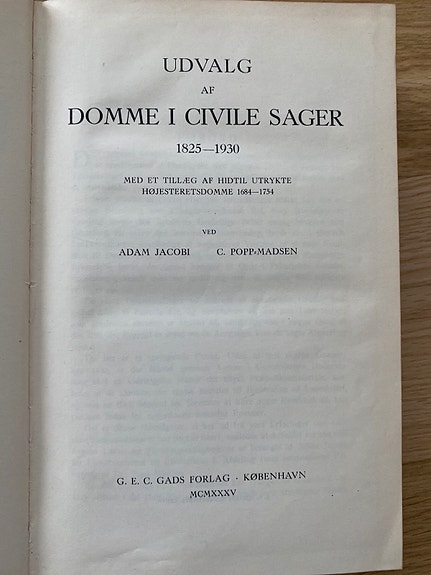 UDVALG
AF
DOMME I CIVILE SAGER
1825—1930
MED ET TILLÆG AF HIDTIL UTRYKTE
HØJESTERETSDOMME 1684—1754
VED
ADAM JACOBI C. POPP-MADSEN
G. E. C. GADS FORLAG · KØBENHAVN
MCMXXXV